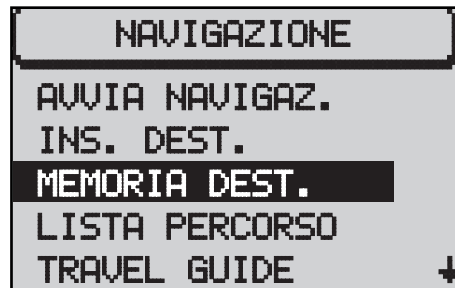 NAVIGAZIONE
AVVIA NAVIGAZ.
INS. DEST.
MEMORIA DEST.
LISTA PERCORSO
TRAVEL GUIDE